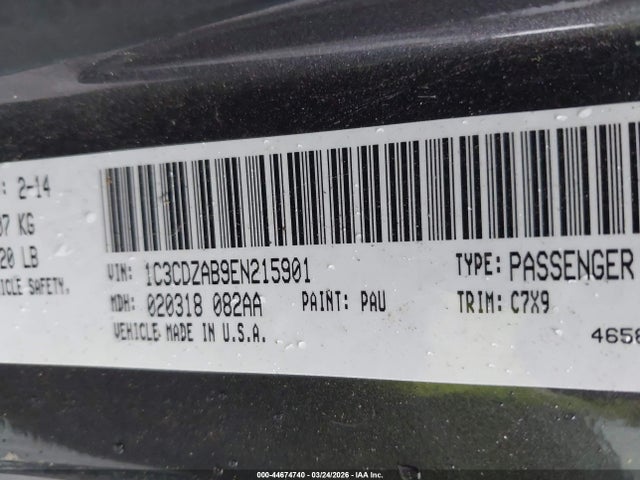 : 2-14
07 KG
20 LB
ICLE SAFETY.
VIN: 1C3CDZAB9EN215901
TYPE: PASSENGER
MDH: 020318 082AA PAINT: PAU TRIM: C7X9
VEHICLE MADE IN U.S.A.
4658
000-44674740 - 03/24/2026 - © IAA Inc.